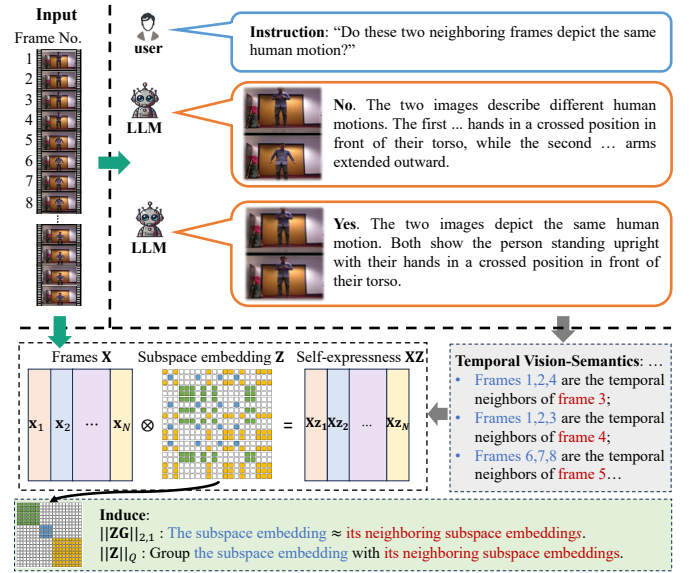 Input
Frame No.
1
2
3
4
5
6
7
8
user
Instruction: “Do these two neighboring frames depict the same
human motion?”
LLM
No. The two images describe different human
motions. The first ... hands in a crossed position in
front of their torso, while the second … arms
extended outward.
LLM
Yes. The two images depict the same human
motion. Both show the person standing upright
with their hands in a crossed position in front of
their torso.
Frames X
Subspace embedding Z
Self-expressness XZ
x₁ x₂ ⋯ x_N ⊗ = Xz₁ Xz₂ … Xz_N
Temporal Vision-Semantics: …
• Frames 1,2,4 are the temporal
neighbors of frame 3;
• Frames 1,2,3 are the temporal
neighbors of frame 4;
• Frames 6,7,8 are the temporal
neighbors of frame 5…
Induce:
||ZG||₂,₁ : The subspace embedding ≈ its neighboring subspace embeddings.
||Z||_Q : Group the subspace embedding with its neighboring subspace embeddings.